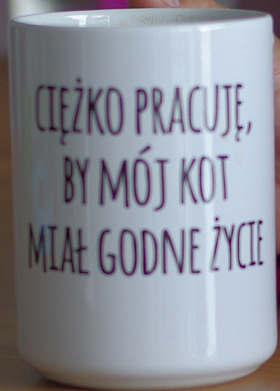 CIĘŻKO PRACUJĘ,
BY MÓJ KOT
MIAŁ GODNE ŻYCIE